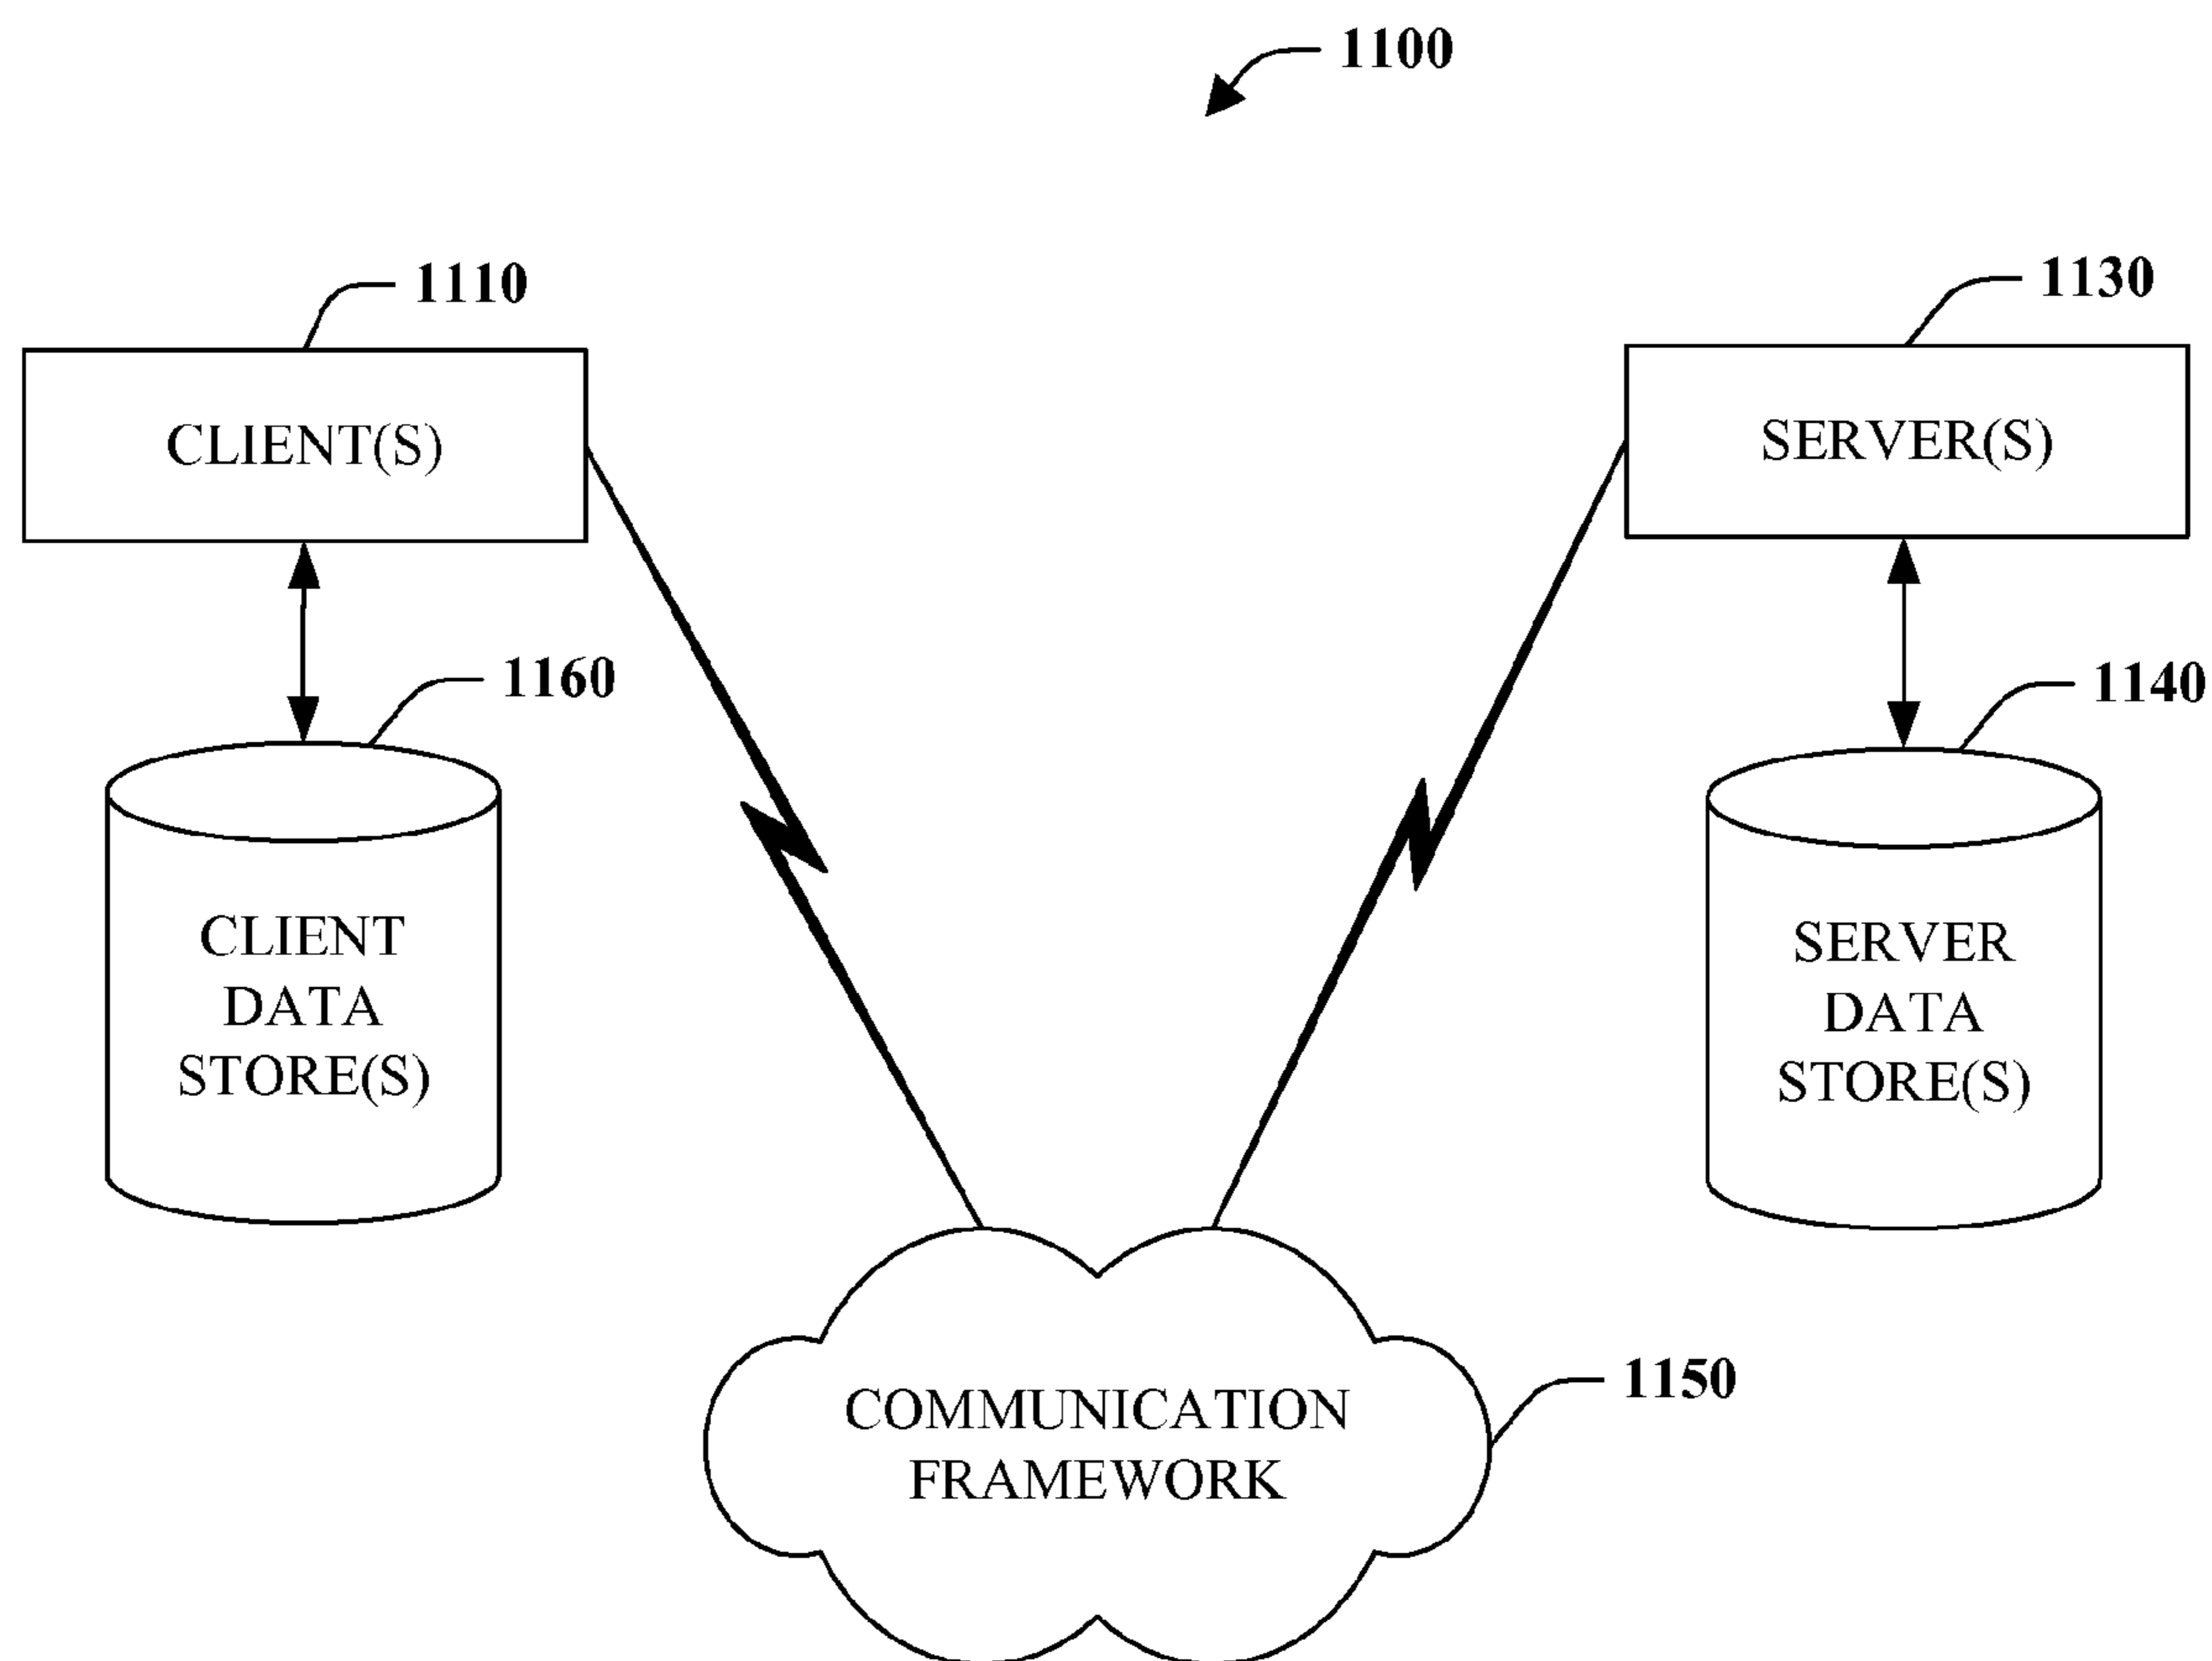 1100
1110
1130
CLIENT(S)
SERVER(S)
1160
1140
CLIENT
DATA
STORE(S)
SERVER
DATA
STORE(S)
1150
COMMUNICATION
FRAMEWORK